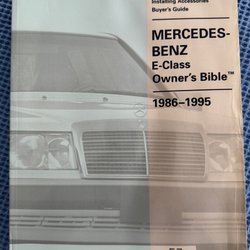 Installing Accessories
Buyer's Guide
MERCEDES-
BENZ
E-Class
Owner's Bible™
1986–1995